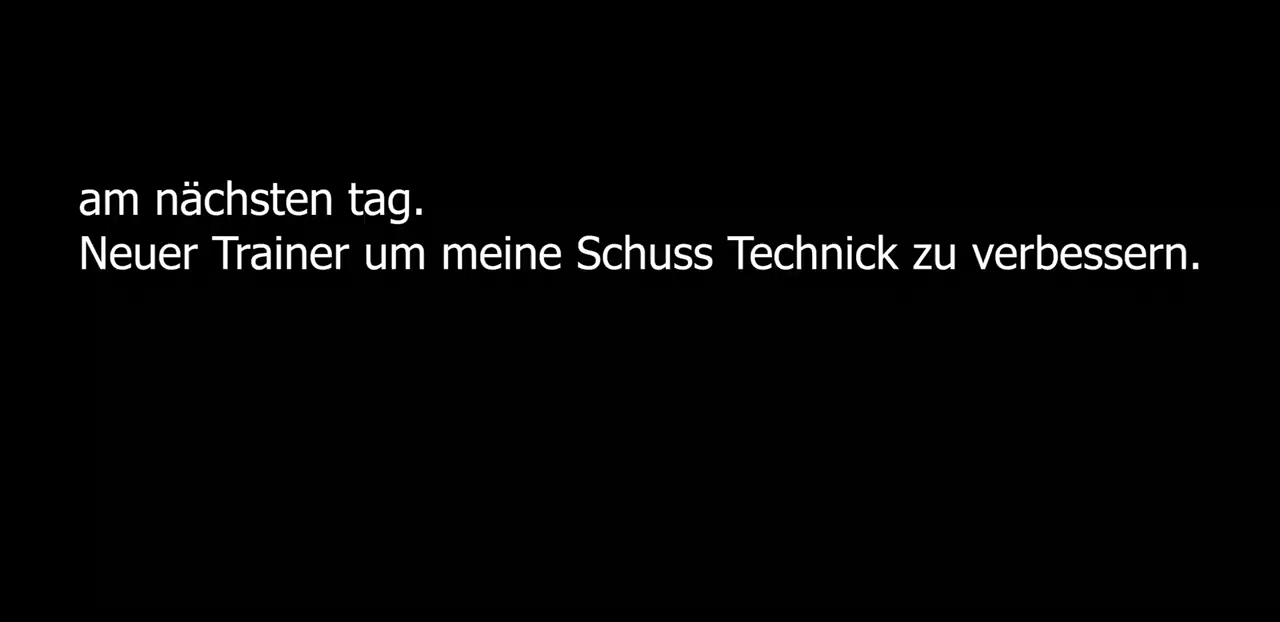 am nächsten tag.
Neuer Trainer um meine Schuss Technick zu verbessern.